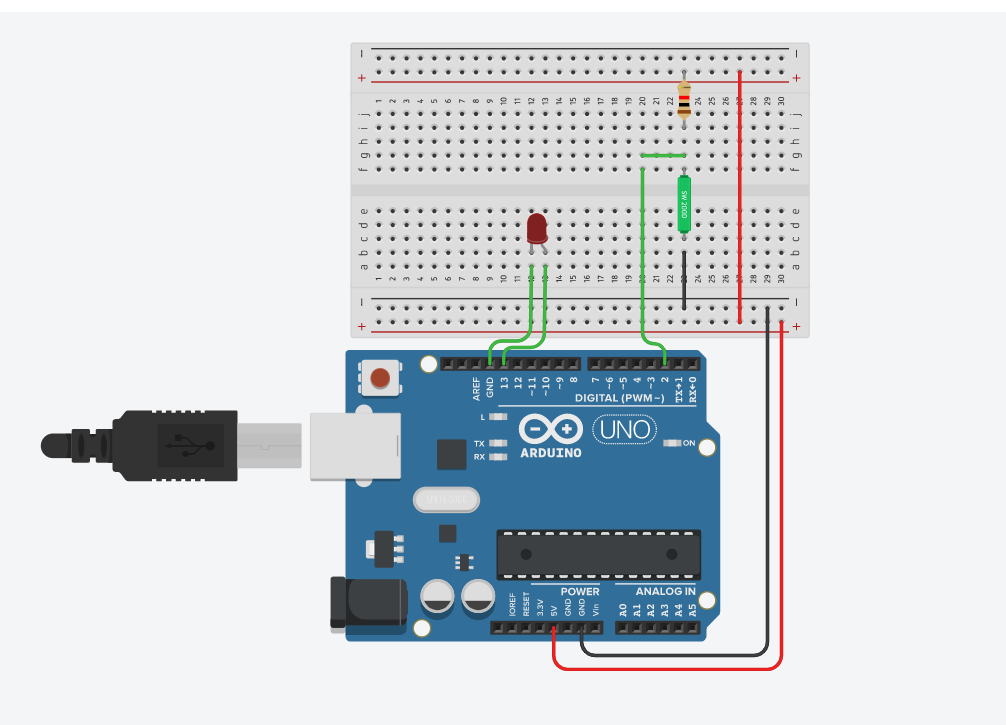 − −
+ +
1 2 3 4 5 6 7 8 9 10 11 12 13 14 15 16 17 18 19 20 21 22 24 25 26 27 28 29 30
j j
i i
h h
g g
f f
SW 200D
e e
d d
c c
b b
a a
1 2 3 4 5 6 7 8 9 10 11 12 13 14 15 16 17 18 19 20 21 22 23 24 25 26 27 28 29 30
− −
+ +
AREF GND 13 12 ~11 ~10 ~9 8 7 ~6 ~5 4 ~3 2 TX→1 RX←0
DIGITAL (PWM~)
L
TX
RX
UNO
ON
ARDUINO
POWER ANALOG IN
IOREF RESET 3.3V 5V GND GND Vin A0 A1 A2 A3 A4 A5